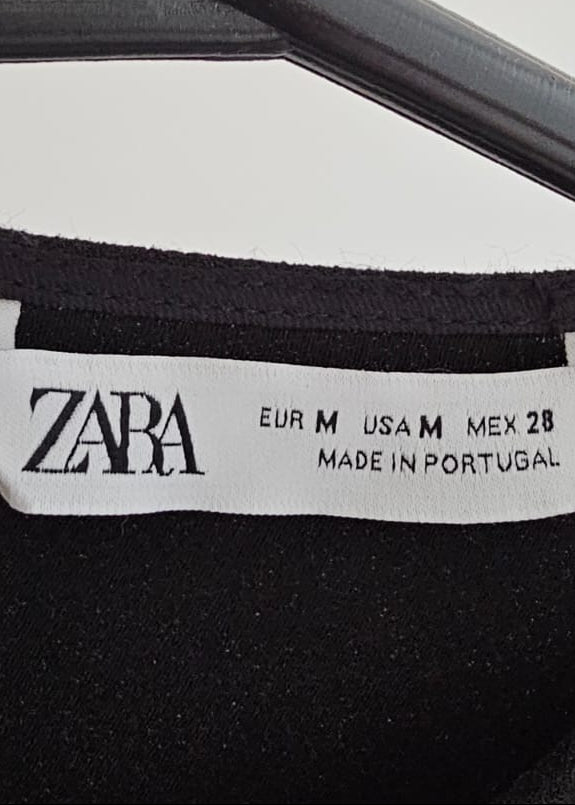 ZARA
EUR M USA M MEX 28
MADE IN PORTUGAL